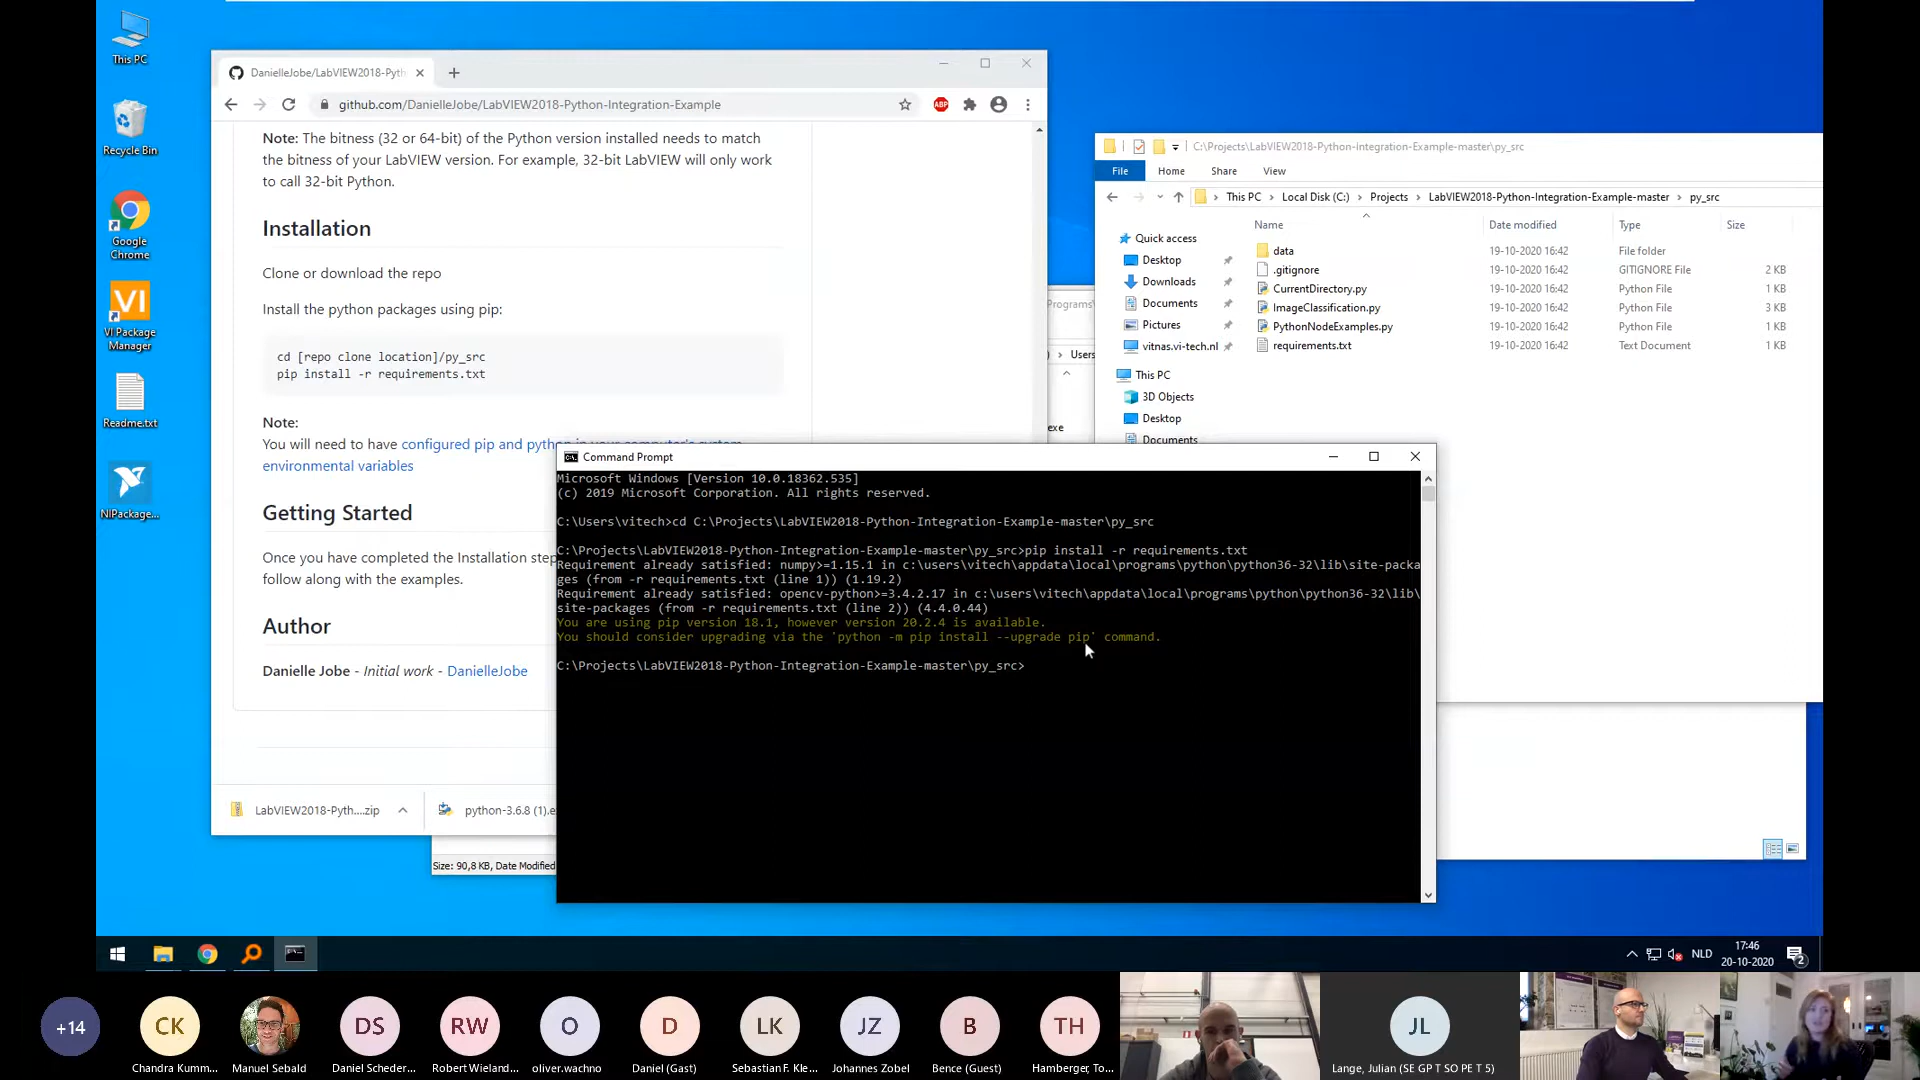 This PC
Recycle Bin
Google
Chrome
VI
VI Package
Manager
Readme.txt
NIPackage...
DanielleJobe/LabVIEW2018-Pyth
github.com/DanielleJobe/LabVIEW2018-Python-Integration-Example
ABP
Note: The bitness (32 or 64-bit) of the Python version installed needs to match
the bitness of your LabVIEW version. For example, 32-bit LabVIEW will only work
to call 32-bit Python.
Installation
Clone or download the repo
Install the python packages using pip:
cd [repo clone location]/py_src
pip install -r requirements.txt
Note:
You will need to have configured pip and python in your computer's system
environmental variables
Getting Started
Once you have completed the Installation step
follow along with the examples.
Author
Danielle Jobe - Initial work - DanielleJobe
LabVIEW2018-Pyth....zip
python-3.6.8 (1).e
Size: 90,8 KB, Date Modified
Programs\
Users
exe
C:\Projects\LabVIEW2018-Python-Integration-Example-master\py_src
File
Home
Share
View
This PC
Local Disk (C:)
Projects
LabVIEW2018-Python-Integration-Example-master
py_src
Name
Date modified
Type
Size
Quick access
Desktop
Downloads
Documents
Pictures
vitnas.vi-tech.nl
This PC
3D Objects
Desktop
Documents
data 19-10-2020 16:42 File folder
.gitignore 19-10-2020 16:42 GITIGNORE File 2 KB
CurrentDirectory.py 19-10-2020 16:42 Python File 1 KB
ImageClassification.py 19-10-2020 16:42 Python File 3 KB
PythonNodeExamples.py 19-10-2020 16:42 Python File 1 KB
requirements.txt 19-10-2020 16:42 Text Document 1 KB
Command Prompt
Microsoft Windows [Version 10.0.18362.535]
(c) 2019 Microsoft Corporation. All rights reserved.
C:\Users\vitech>cd C:\Projects\LabVIEW2018-Python-Integration-Example-master\py_src
C:\Projects\LabVIEW2018-Python-Integration-Example-master\py_src>pip install -r requirements.txt
Requirement already satisfied: numpy>=1.15.1 in c:\users\vitech\appdata\local\programs\python\python36-32\lib\site-packa
ges (from -r requirements.txt (line 1)) (1.19.2)
Requirement already satisfied: opencv-python>=3.4.2.17 in c:\users\vitech\appdata\local\programs\python\python36-32\lib\
site-packages (from -r requirements.txt (line 2)) (4.4.0.44)
You are using pip version 18.1, however version 20.2.4 is available.
You should consider upgrading via the 'python -m pip install --upgrade pip' command.
C:\Projects\LabVIEW2018-Python-Integration-Example-master\py_src>
NLD
17:46
20-10-2020
2
+14
CK
DS
RW
O
D
LK
JZ
B
TH
JL
Chandra Kumm...
Manuel Sebald
Daniel Scheder...
Robert Wieland...
oliver.wachno
Daniel (Gast)
Sebastian F. Kle...
Johannes Zobel
Bence (Guest)
Hamberger, To...
Lange, Julian (SE GP T SO PE T 5)